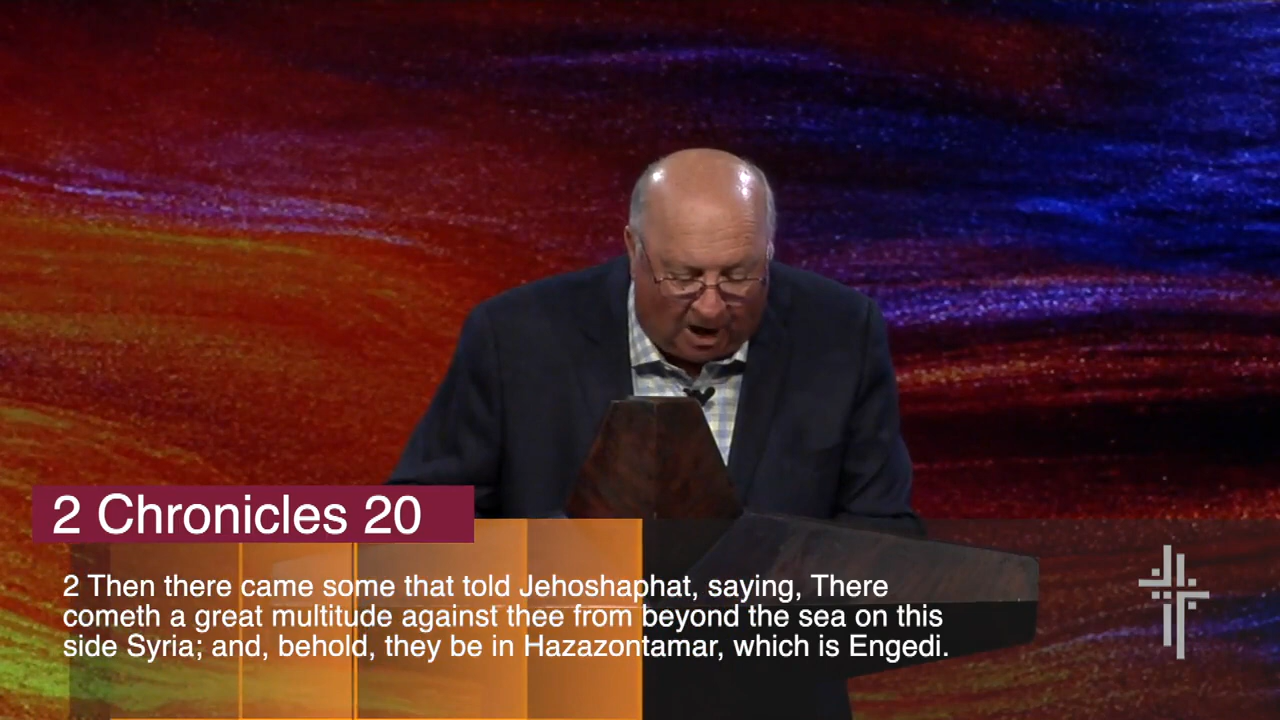 2 Chronicles 20
2 Then there came some that told Jehoshaphat, saying, There
cometh a great multitude against thee from beyond the sea on this
side Syria; and, behold, they be in Hazazontamar, which is Engedi.